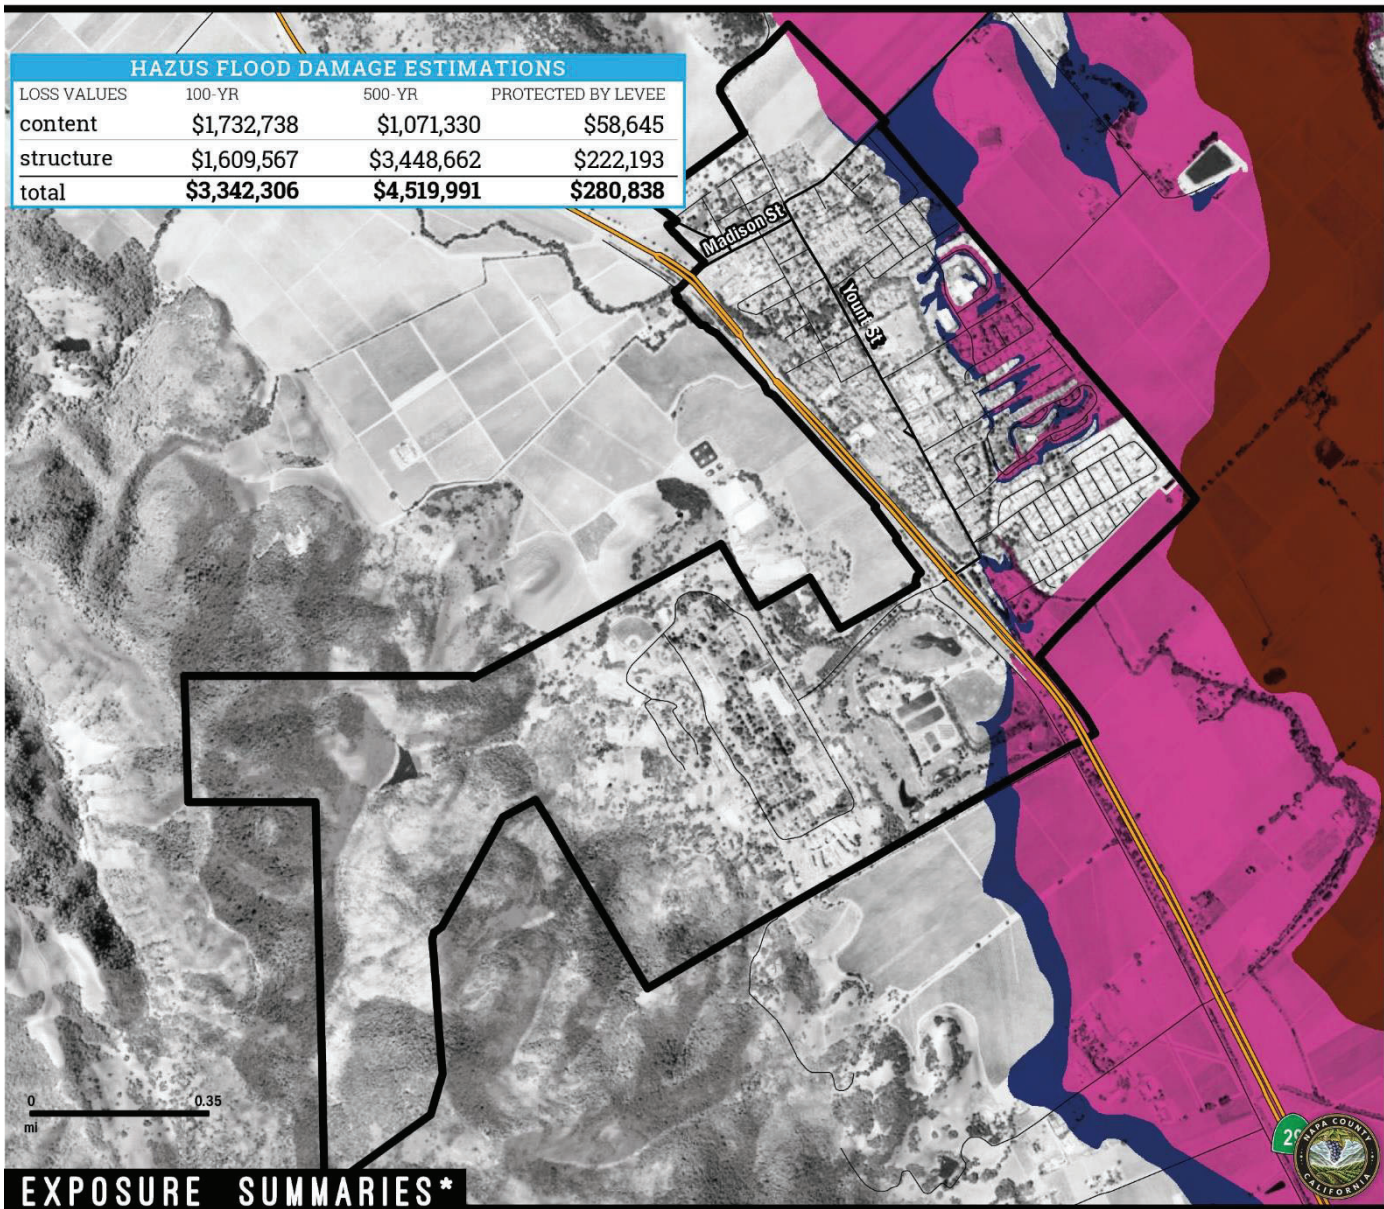 HAZUS FLOOD DAMAGE ESTIMATIONS
LOSS VALUES 100-YR 500-YR PROTECTED BY LEVEE
content $1,732,738 $1,071,330 $58,645
structure $1,609,567 $3,448,662 $222,193
total $3,342,306 $4,519,991 $280,838
Madison St
Yount St
0 0.35
mi
29
NAPA COUNTY
CALIFORNIA
EXPOSURE SUMMARIES*